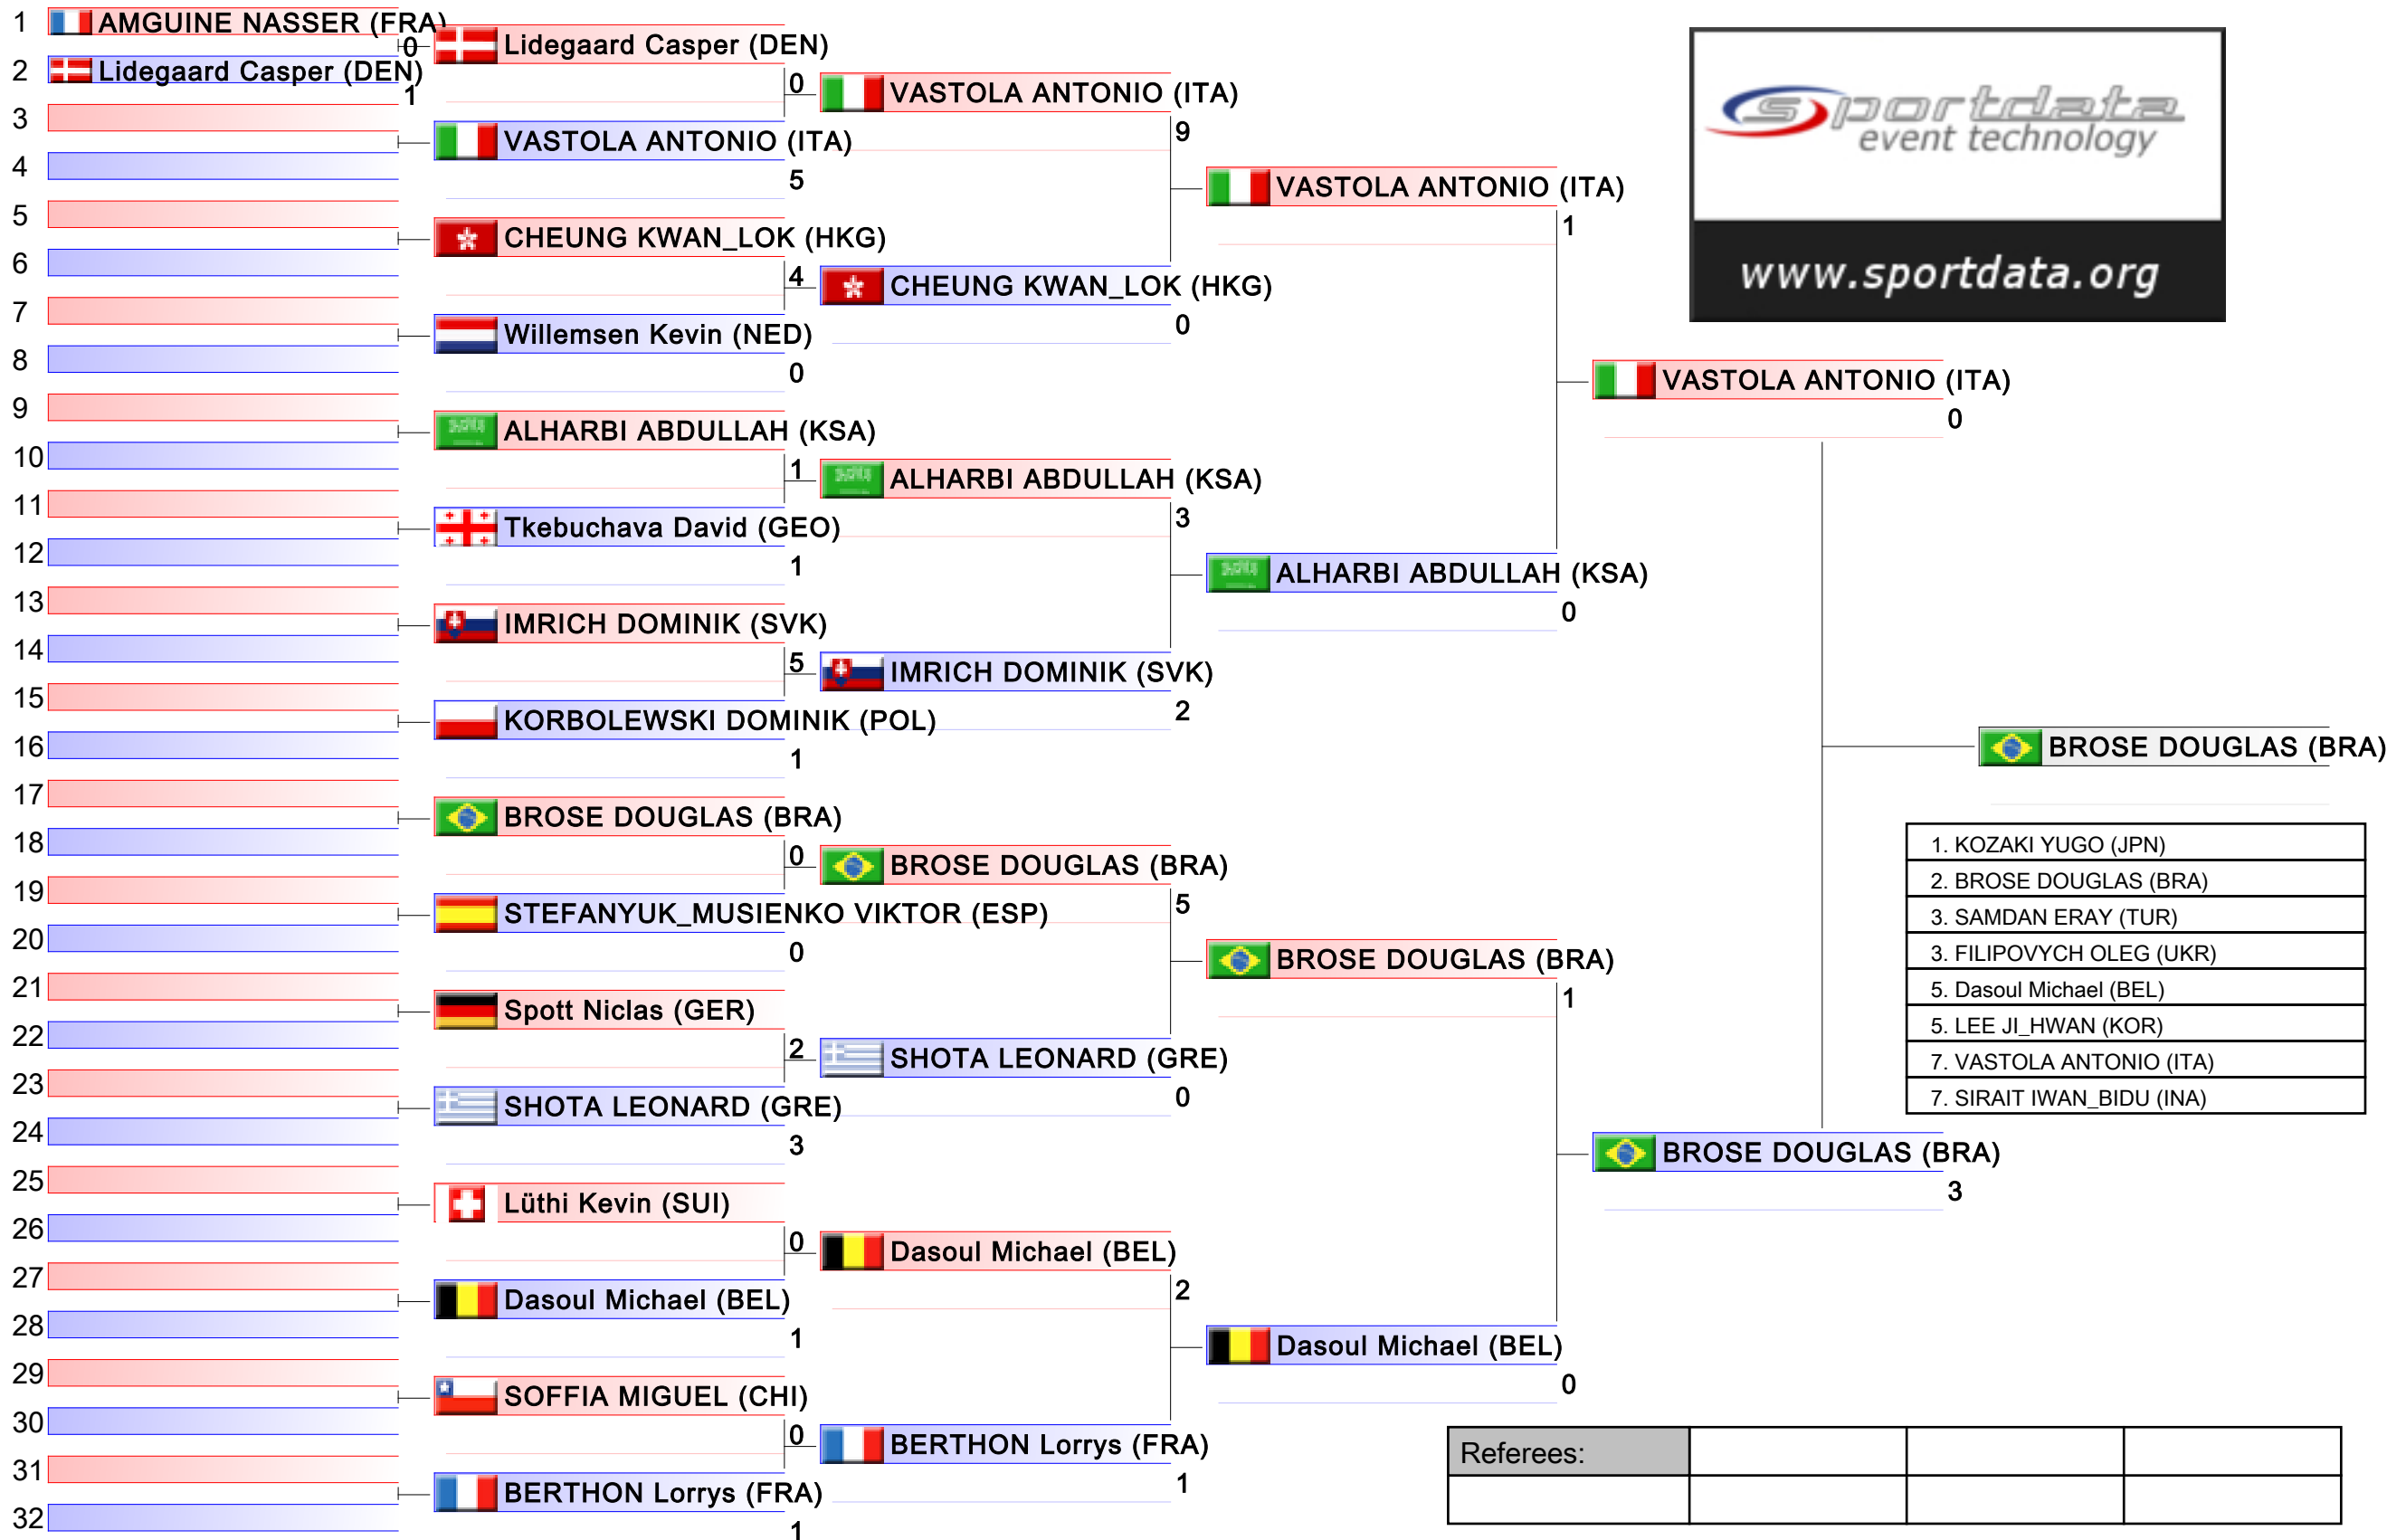 1 AMGUINE NASSER (FRA)
0
2 Lidegaard Casper (DEN)
1
3
4
5
6
7
8
9
10
11
12
13
14
15
16
17
18
19
20
21
22
23
24
25
26
27
28
29
30
31
32
Lidegaard Casper (DEN)
0
VASTOLA ANTONIO (ITA)
5
CHEUNG KWAN_LOK (HKG)
4
Willemsen Kevin (NED)
0
ALHARBI ABDULLAH (KSA)
1
Tkebuchava David (GEO)
1
IMRICH DOMINIK (SVK)
5
KORBOLEWSKI DOMINIK (POL)
1
BROSE DOUGLAS (BRA)
0
STEFANYUK_MUSIENKO VIKTOR (ESP)
0
Spott Niclas (GER)
2
SHOTA LEONARD (GRE)
3
Lüthi Kevin (SUI)
0
Dasoul Michael (BEL)
1
SOFFIA MIGUEL (CHI)
0
BERTHON Lorrys (FRA)
1
VASTOLA ANTONIO (ITA)
9
CHEUNG KWAN_LOK (HKG)
0
ALHARBI ABDULLAH (KSA)
3
IMRICH DOMINIK (SVK)
2
BROSE DOUGLAS (BRA)
5
SHOTA LEONARD (GRE)
0
Dasoul Michael (BEL)
2
BERTHON Lorrys (FRA)
1
VASTOLA ANTONIO (ITA)
1
ALHARBI ABDULLAH (KSA)
0
BROSE DOUGLAS (BRA)
1
Dasoul Michael (BEL)
0
VASTOLA ANTONIO (ITA)
0
BROSE DOUGLAS (BRA)
3
BROSE DOUGLAS (BRA)
sportdata
event technology
www.sportdata.org
1. KOZAKI YUGO (JPN)
2. BROSE DOUGLAS (BRA)
3. SAMDAN ERAY (TUR)
3. FILIPOVYCH OLEG (UKR)
5. Dasoul Michael (BEL)
5. LEE JI_HWAN (KOR)
7. VASTOLA ANTONIO (ITA)
7. SIRAIT IWAN_BIDU (INA)
Referees: